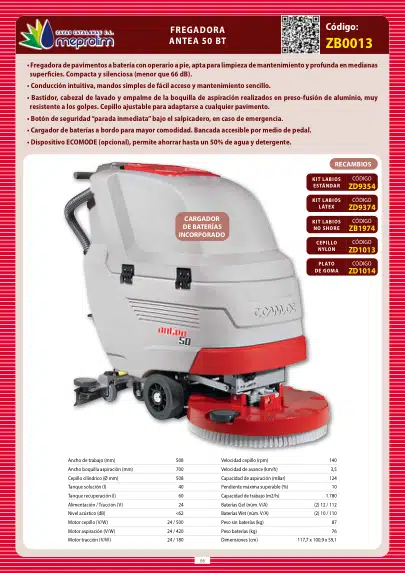 GAYAS CATALANAS S.L.
meprolim
FREGADORA
ANTEA 50 BT
Código:
ZB0013
• Fregadora de pavimentos a batería con operario a pie, apta para limpieza de mantenimiento y profunda en medianas
superficies. Compacta y silenciosa (menor que 66 dB).
• Conducción intuitiva, mandos simples de fácil acceso y mantenimiento sencillo.
• Bastidor, cabezal de lavado y empalme de la boquilla de aspiración realizados en preso-fusión de aluminio, muy
resistente a los golpes. Cepillo ajustable para adaptarse a cualquier pavimento.
• Botón de seguridad “parada inmediata” bajo el salpicadero, en caso de emergencia.
• Cargador de baterías a bordo para mayor comodidad. Bancada accesible por medio de pedal.
• Dispositivo ECOMODE (opcional), permite ahorrar hasta un 50% de agua y detergente.
RECAMBIOS
KIT LABIOS
ESTÁNDAR
CÓDIGO
ZD9354
KIT LABIOS
LÁTEX
CÓDIGO
ZD9374
KIT LABIOS
NO SHORE
CÓDIGO
ZB1974
CEPILLO
NYLON
CÓDIGO
ZD1013
PLATO
DE GOMA
CÓDIGO
ZD1014
CARGADOR
DE BATERÍAS
INCORPORADO
COMAC
antea
50
Ancho de trabajo (mm) 508
Ancho boquilla aspiración (mm) 700
Cepillo cilíndrico (Ø mm) 508
Tanque solución (l) 40
Tanque recuperación (l) 60
Alimentación / Tracción (V) 24
Nivel acústico (dB) <62
Motor cepillo (V/W) 24 / 500
Motor aspiración (V/W) 24 / 420
Motor tracción (V/W) 24 / 180
Velocidad cepillo (rpm) 140
Velocidad de avance (km/h) 3,5
Capacidad de aspiración (mBar) 124
Pendiente máxima superable (%) 10
Capacidad de trabajo (m2/h) 1.780
Baterías Gel (núm. V/A) (2) 12 / 112
Baterías Wet (núm. V/A) (2) 10 / 110
Peso sin baterías (kg) 87
Peso baterías (kg) 76
Dimensiones (cm) 117,7 x 100,9 x 59,1